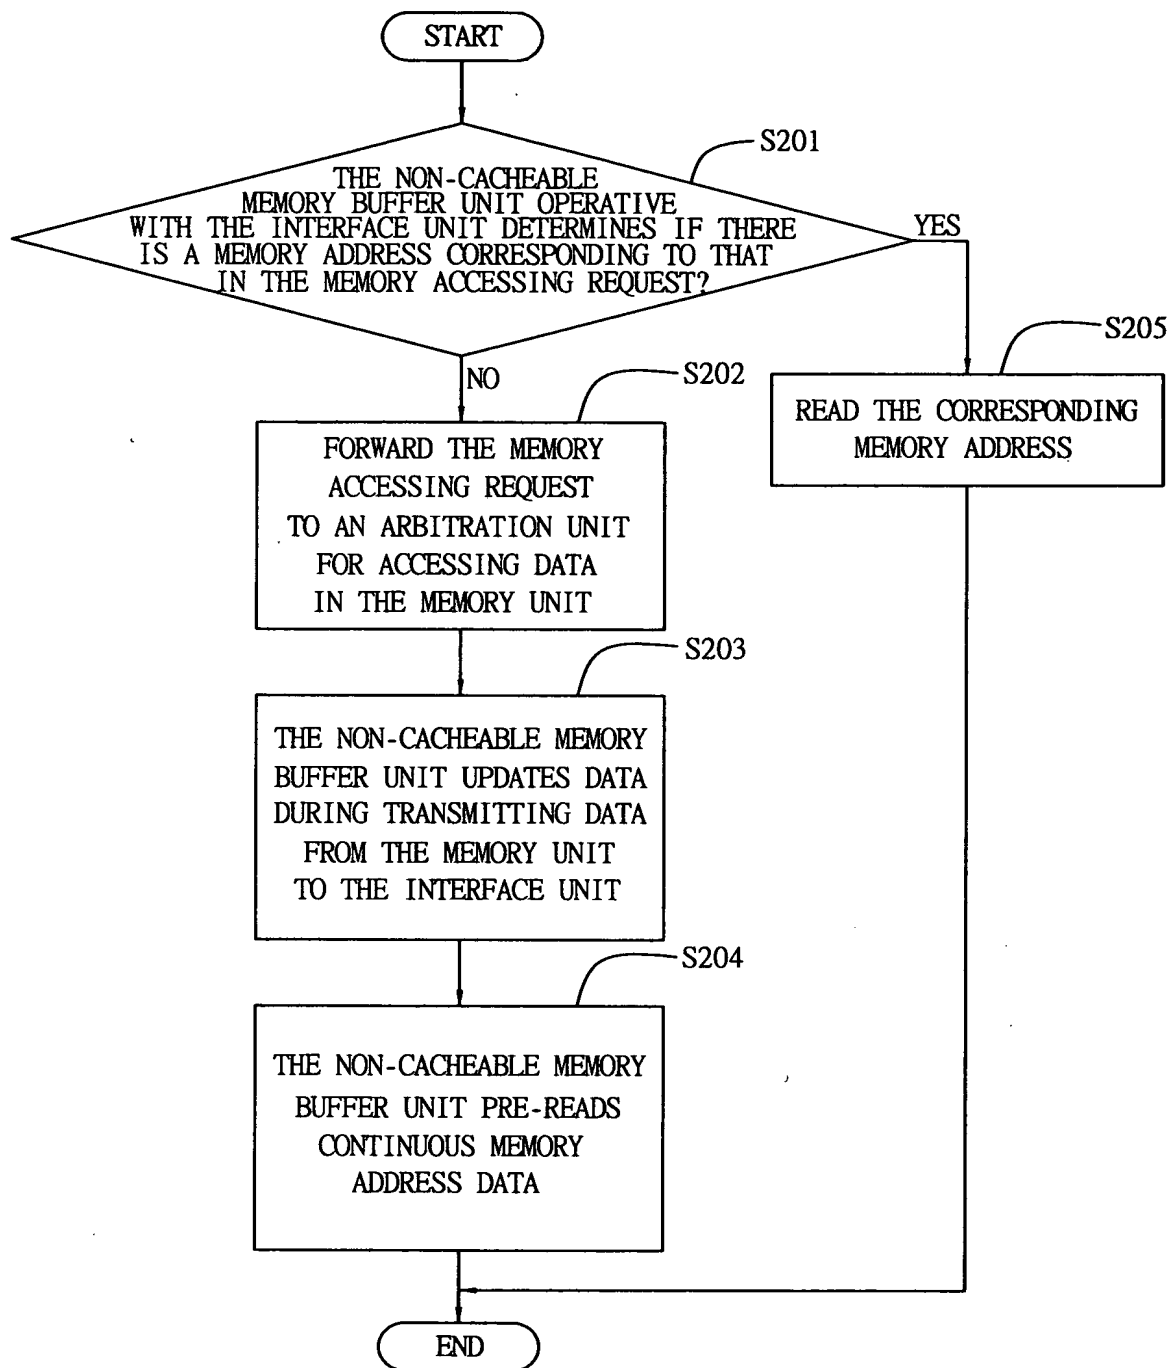 START
S201
THE NON-CACHEABLE
MEMORY BUFFER UNIT OPERATIVE
WITH THE INTERFACE UNIT DETERMINES IF THERE
IS A MEMORY ADDRESS CORRESPONDING TO THAT
IN THE MEMORY ACCESSING REQUEST?
YES
NO
S202
FORWARD THE MEMORY
ACCESSING REQUEST
TO AN ARBITRATION UNIT
FOR ACCESSING DATA
IN THE MEMORY UNIT
S205
READ THE CORRESPONDING
MEMORY ADDRESS
S203
THE NON-CACHEABLE MEMORY
BUFFER UNIT UPDATES DATA
DURING TRANSMITTING DATA
FROM THE MEMORY UNIT
TO THE INTERFACE UNIT
S204
THE NON-CACHEABLE MEMORY
BUFFER UNIT PRE-READS
CONTINUOUS MEMORY
ADDRESS DATA
END